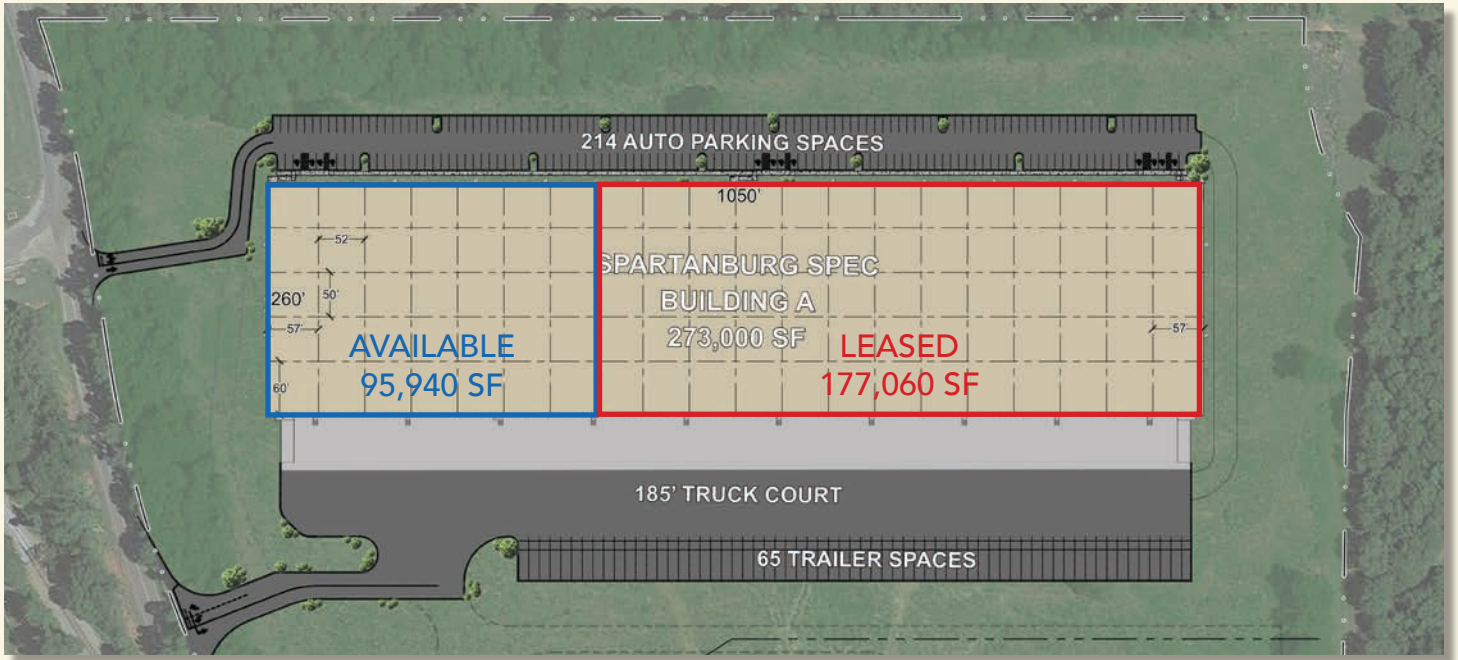 214 AUTO PARKING SPACES
1050'
52
SPARTANBURG SPEC
260'
50'
BUILDING A
57'
273,000 SF
57'
AVAILABLE
95,940 SF
LEASED
177,060 SF
60'
185' TRUCK COURT
65 TRAILER SPACES